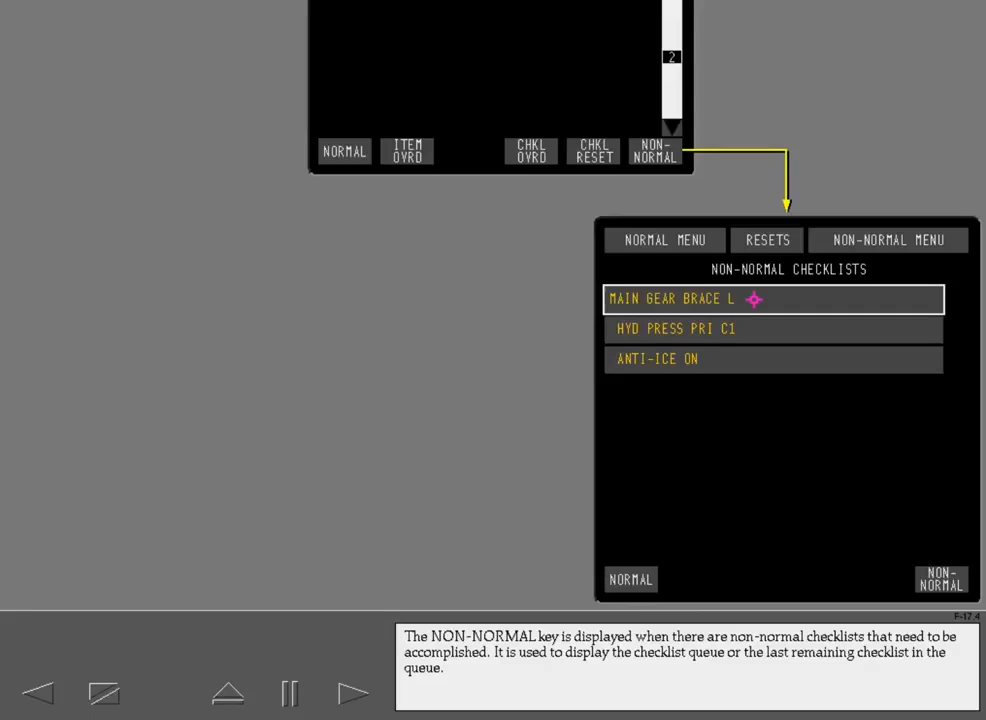 2
NORMAL
ITEM OVRD
CHKL OVRD
CHKL RESET
NON-NORMAL
NORMAL MENU
RESETS
NON-NORMAL MENU
NON-NORMAL CHECKLISTS
MAIN GEAR BRACE L
HYD PRESS PRI C1
ANTI-ICE ON
NORMAL
NON-NORMAL
F-17.4
The NON-NORMAL key is displayed when there are non-normal checklists that need to be
accomplished. It is used to display the checklist queue or the last remaining checklist in the
queue.